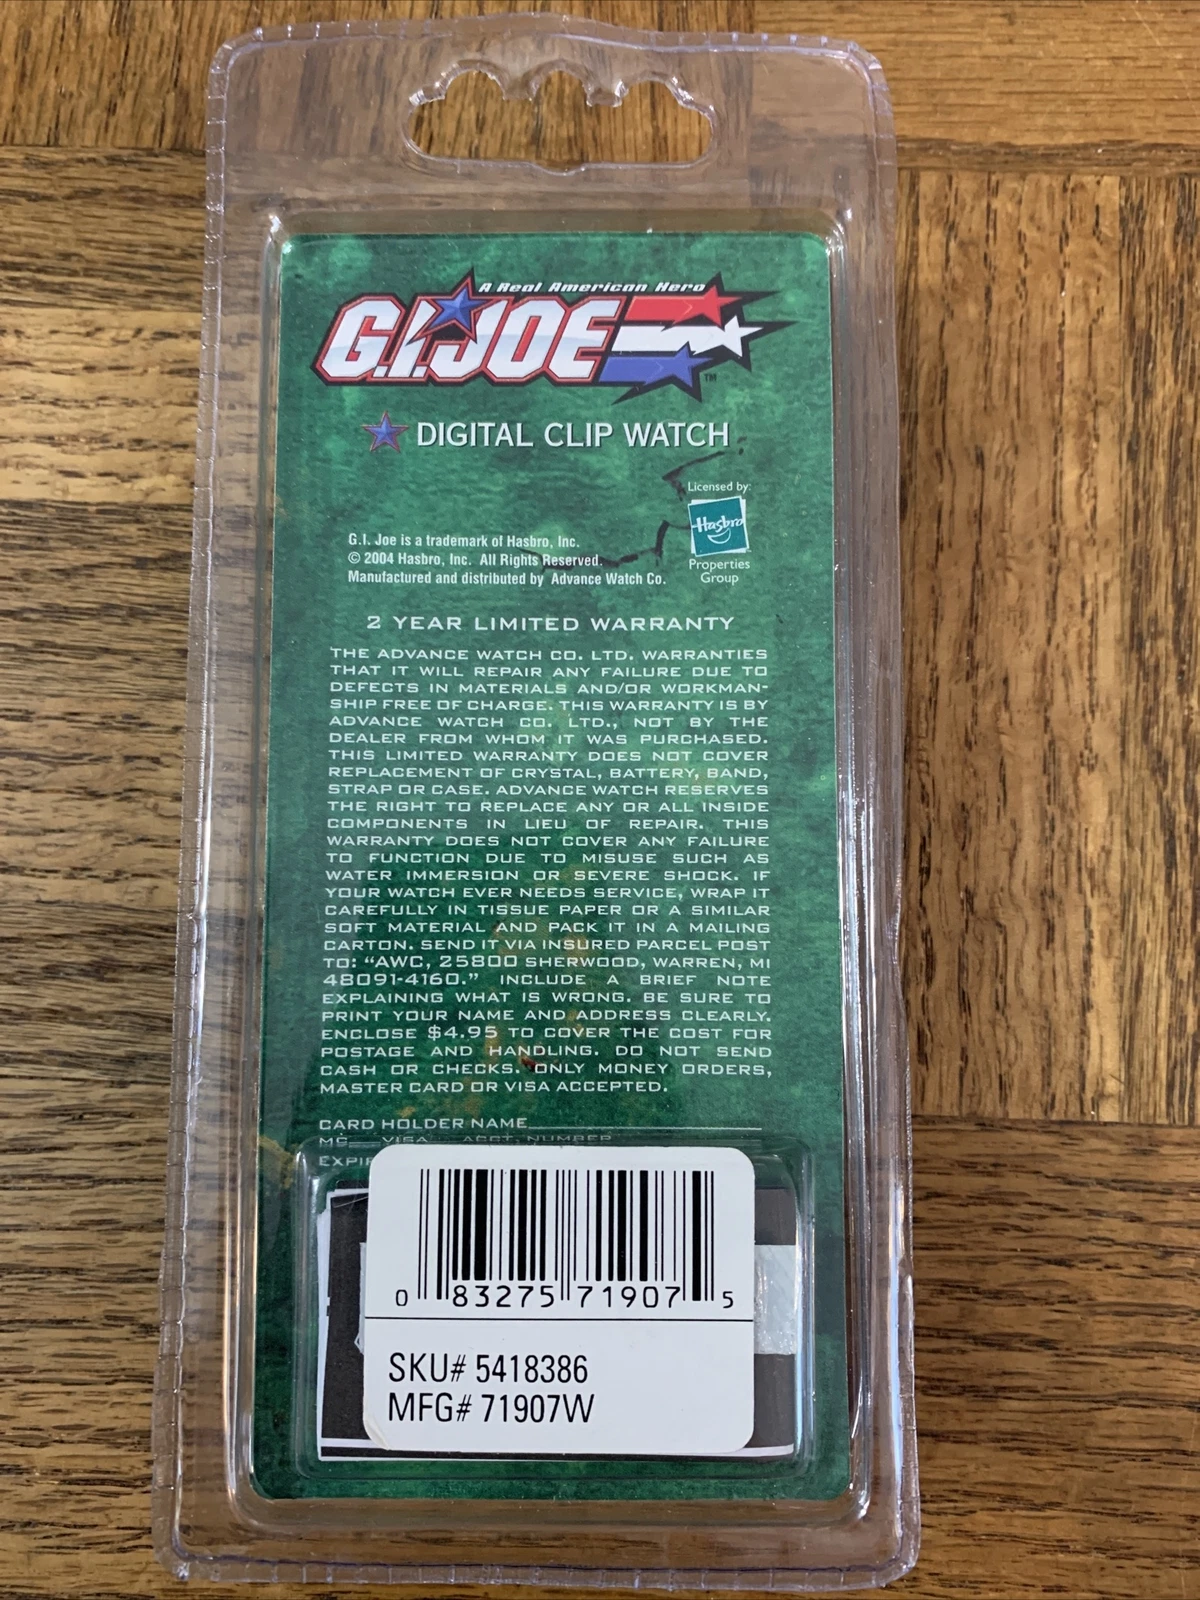 A Real American Hero
G.I.JOE
TM
DIGITAL CLIP WATCH
Licensed by:
Hasbro
Properties
Group
G.I. Joe is a trademark of Hasbro, Inc.
© 2004 Hasbro, Inc. All Rights Reserved.
Manufactured and distributed by Advance Watch Co.
2 YEAR LIMITED WARRANTY
THE ADVANCE WATCH CO. LTD. WARRANTIES
THAT IT WILL REPAIR ANY FAILURE DUE TO
DEFECTS IN MATERIALS AND/OR WORKMAN-
SHIP FREE OF CHARGE. THIS WARRANTY IS BY
ADVANCE WATCH CO. LTD., NOT BY THE
DEALER FROM WHOM IT WAS PURCHASED.
THIS LIMITED WARRANTY DOES NOT COVER
REPLACEMENT OF CRYSTAL, BATTERY, BAND,
STRAP OR CASE. ADVANCE WATCH RESERVES
THE RIGHT TO REPLACE ANY OR ALL INSIDE
COMPONENTS IN LIEU OF REPAIR. THIS
WARRANTY DOES NOT COVER ANY FAILURE
TO FUNCTION DUE TO MISUSE SUCH AS
WATER IMMERSION OR SEVERE SHOCK. IF
YOUR WATCH EVER NEEDS SERVICE, WRAP IT
CAREFULLY IN TISSUE PAPER OR A SIMILAR
SOFT MATERIAL AND PACK IT IN A MAILING
CARTON. SEND IT VIA INSURED PARCEL POST
TO: “AWC, 25800 SHERWOOD, WARREN, MI
48091-4160.” INCLUDE A BRIEF NOTE
EXPLAINING WHAT IS WRONG. BE SURE TO
PRINT YOUR NAME AND ADDRESS CLEARLY.
ENCLOSE $4.95 TO COVER THE COST FOR
POSTAGE AND HANDLING. DO NOT SEND
CASH OR CHECKS. ONLY MONEY ORDERS,
MASTER CARD OR VISA ACCEPTED.
CARD HOLDER NAME
MC___ VISA___ ACCT. NUMBER
0 83275 71907 5
SKU# 5418386
MFG# 71907W